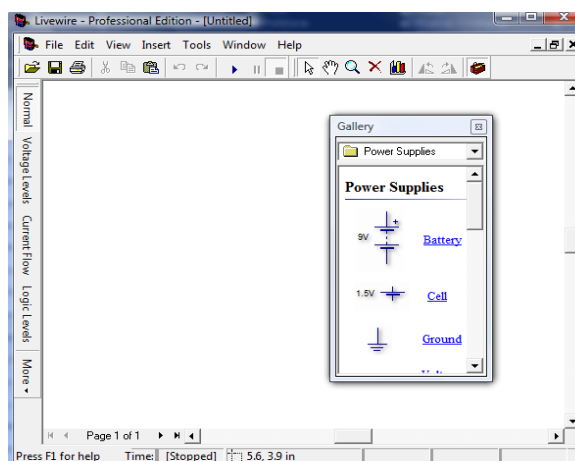 Livewire - Professional Edition - [Untitled]
File Edit View Insert Tools Window Help
Normal
Voltage Levels
Current Flow
Logic Levels
More
Gallery
Power Supplies
Power Supplies
9V
+
Battery
1.5V
Cell
Ground
Page 1 of 1
Press F1 for help Time: [Stopped] 5.6, 3.9 in